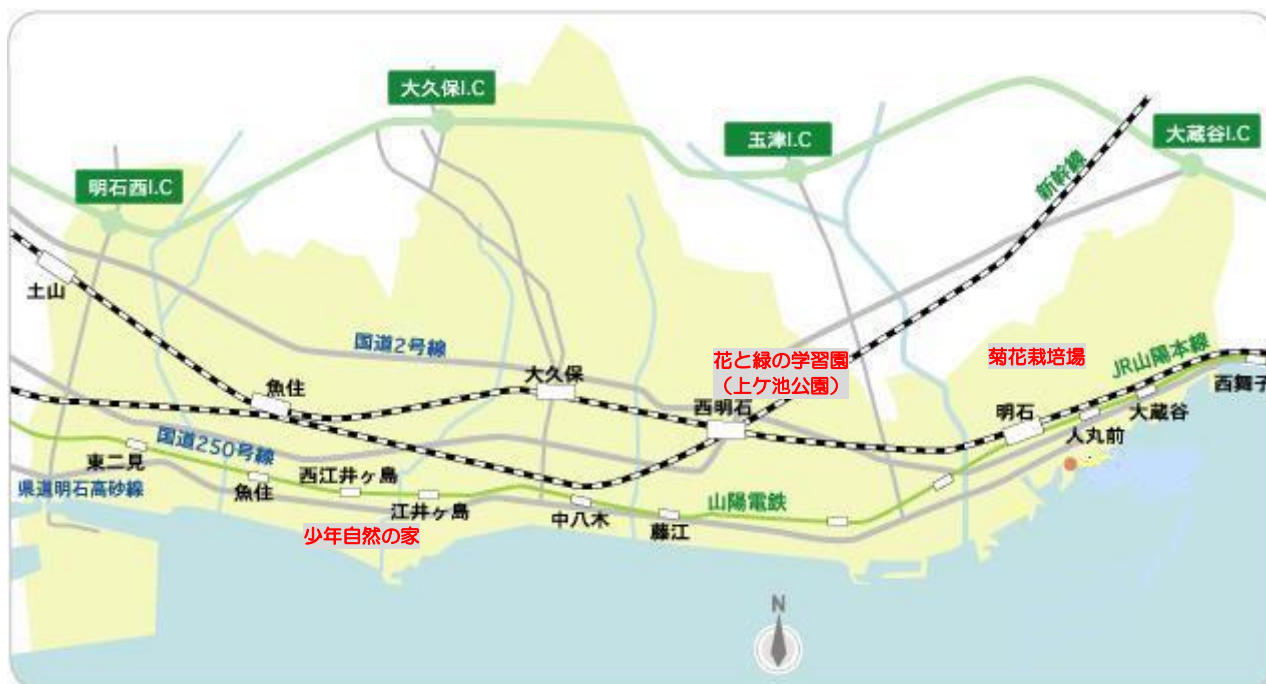 大久保I.C
玉津I.C
大蔵谷I.C
明石西I.C
新幹線
土山
国道2号線
花と緑の学習園
（上ケ池公園）
菊花栽培場
JR山陽本線
大久保
魚住
西舞子
西明石
明石
大蔵谷
人丸前
国道250号線
東二見
西江井ヶ島
県道明石高砂線
魚住
江井ヶ島
山陽電鉄
中八木
藤江
少年自然の家
N